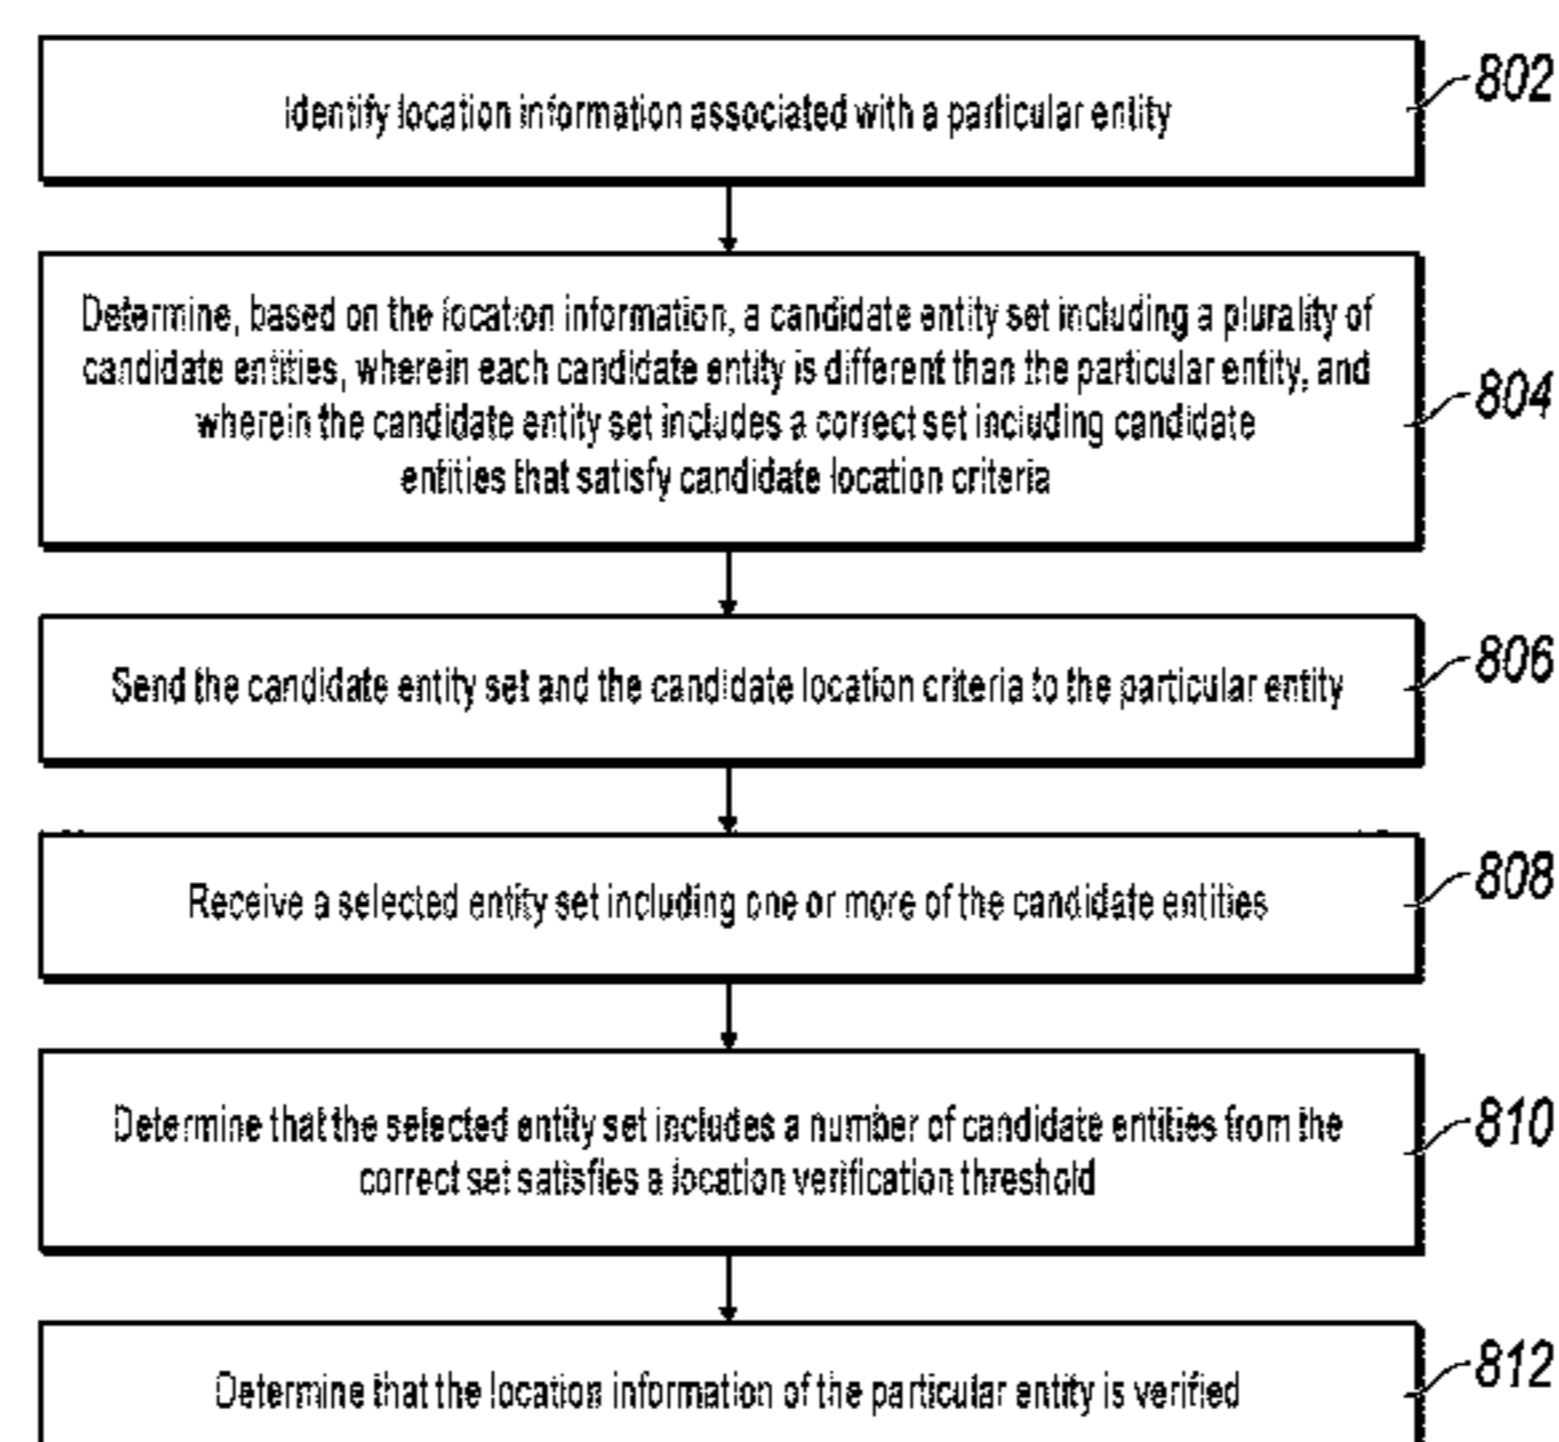 Identify location information associated with a particular entity
802
Determine, based on the location information, a candidate entity set including a plurality of
candidate entities, wherein each candidate entity is different than the particular entity, and
wherein the candidate entity set includes a correct set including candidate
entities that satisfy candidate location criteria
804
Send the candidate entity set and the candidate location criteria to the particular entity
806
Receive a selected entity set including one or more of the candidate entities
808
Determine that the selected entity set includes a number of candidate entities from the
correct set satisfies a location verification threshold
810
Determine that the location information of the particular entity is verified
812